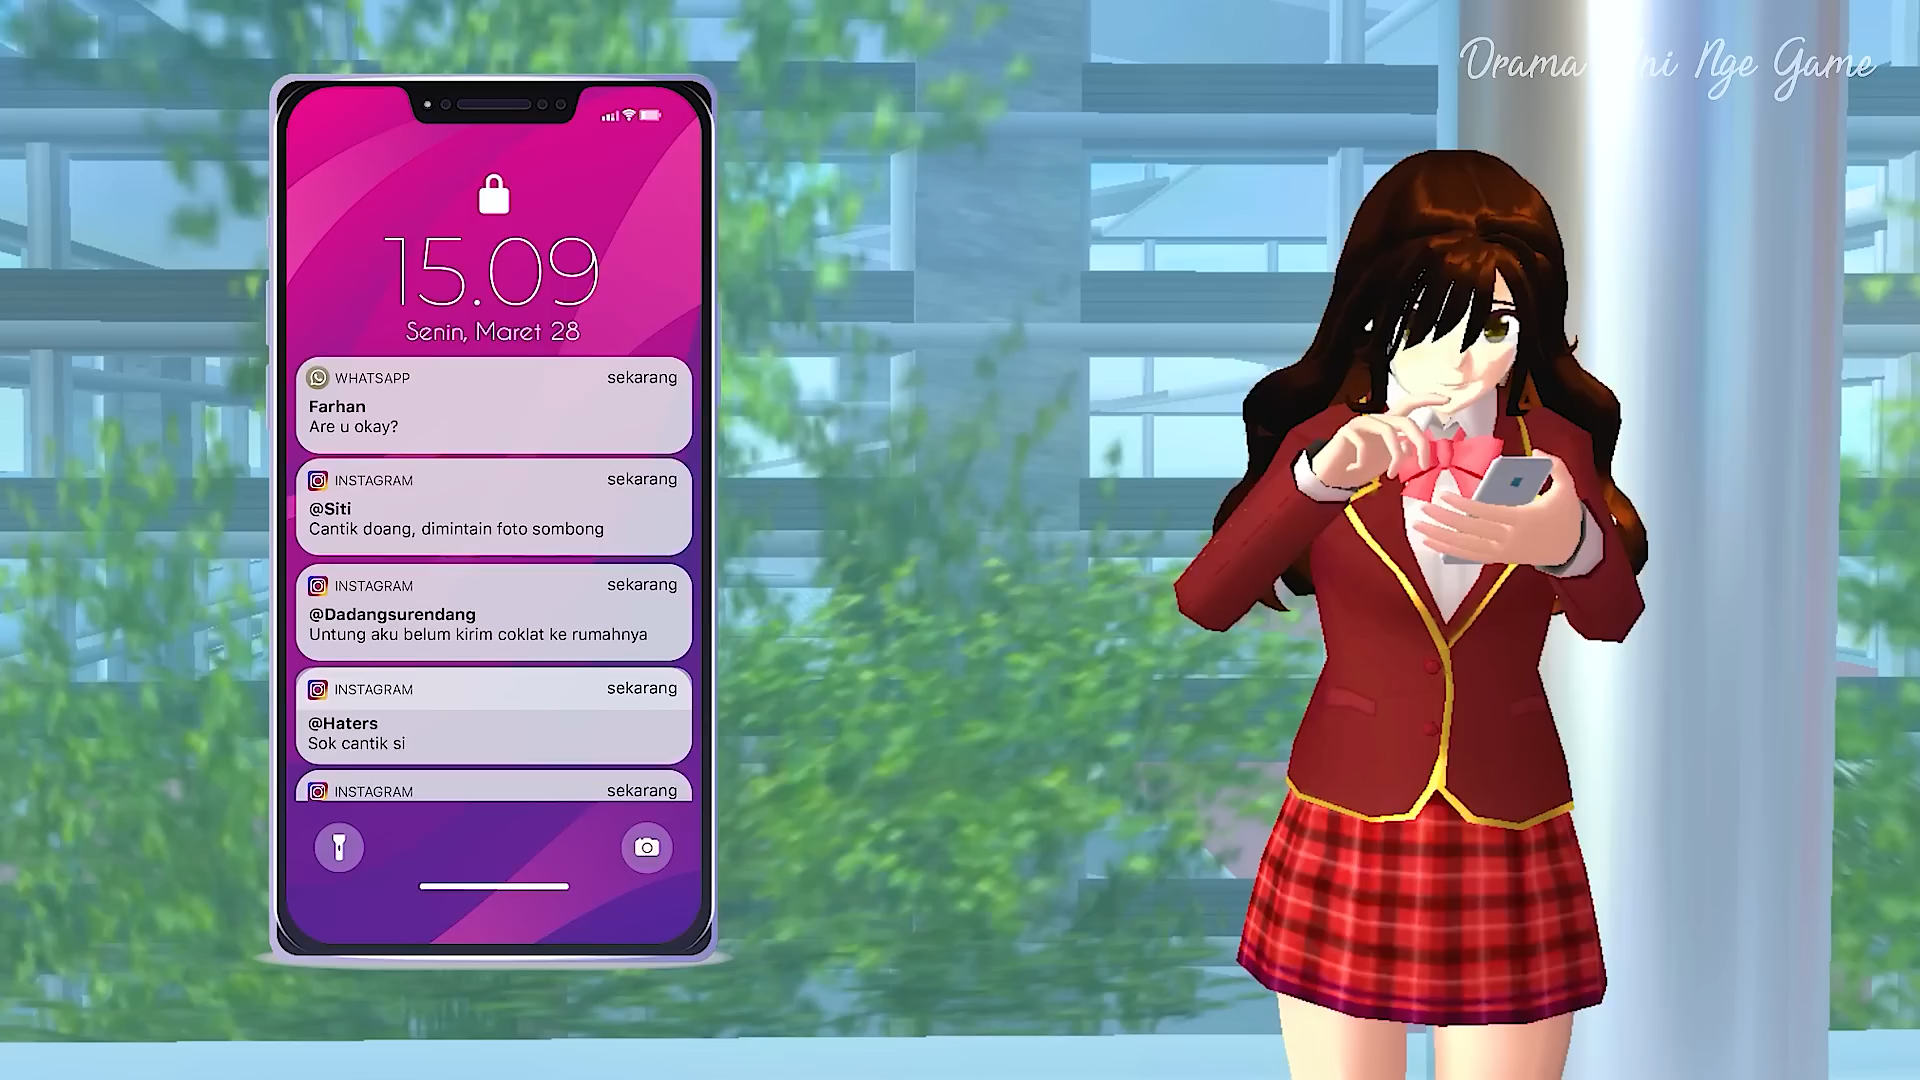 Drama Nge Game
15.09
Senin, Maret 28
WHATSAPP sekarang
Farhan
Are u okay?
INSTAGRAM sekarang
@Siti
Cantik doang, dimintain foto sombong
INSTAGRAM sekarang
@Dadangsurendang
Untung aku belum kirim coklat ke rumahnya
INSTAGRAM sekarang
@Haters
Sok cantik si
INSTAGRAM sekarang